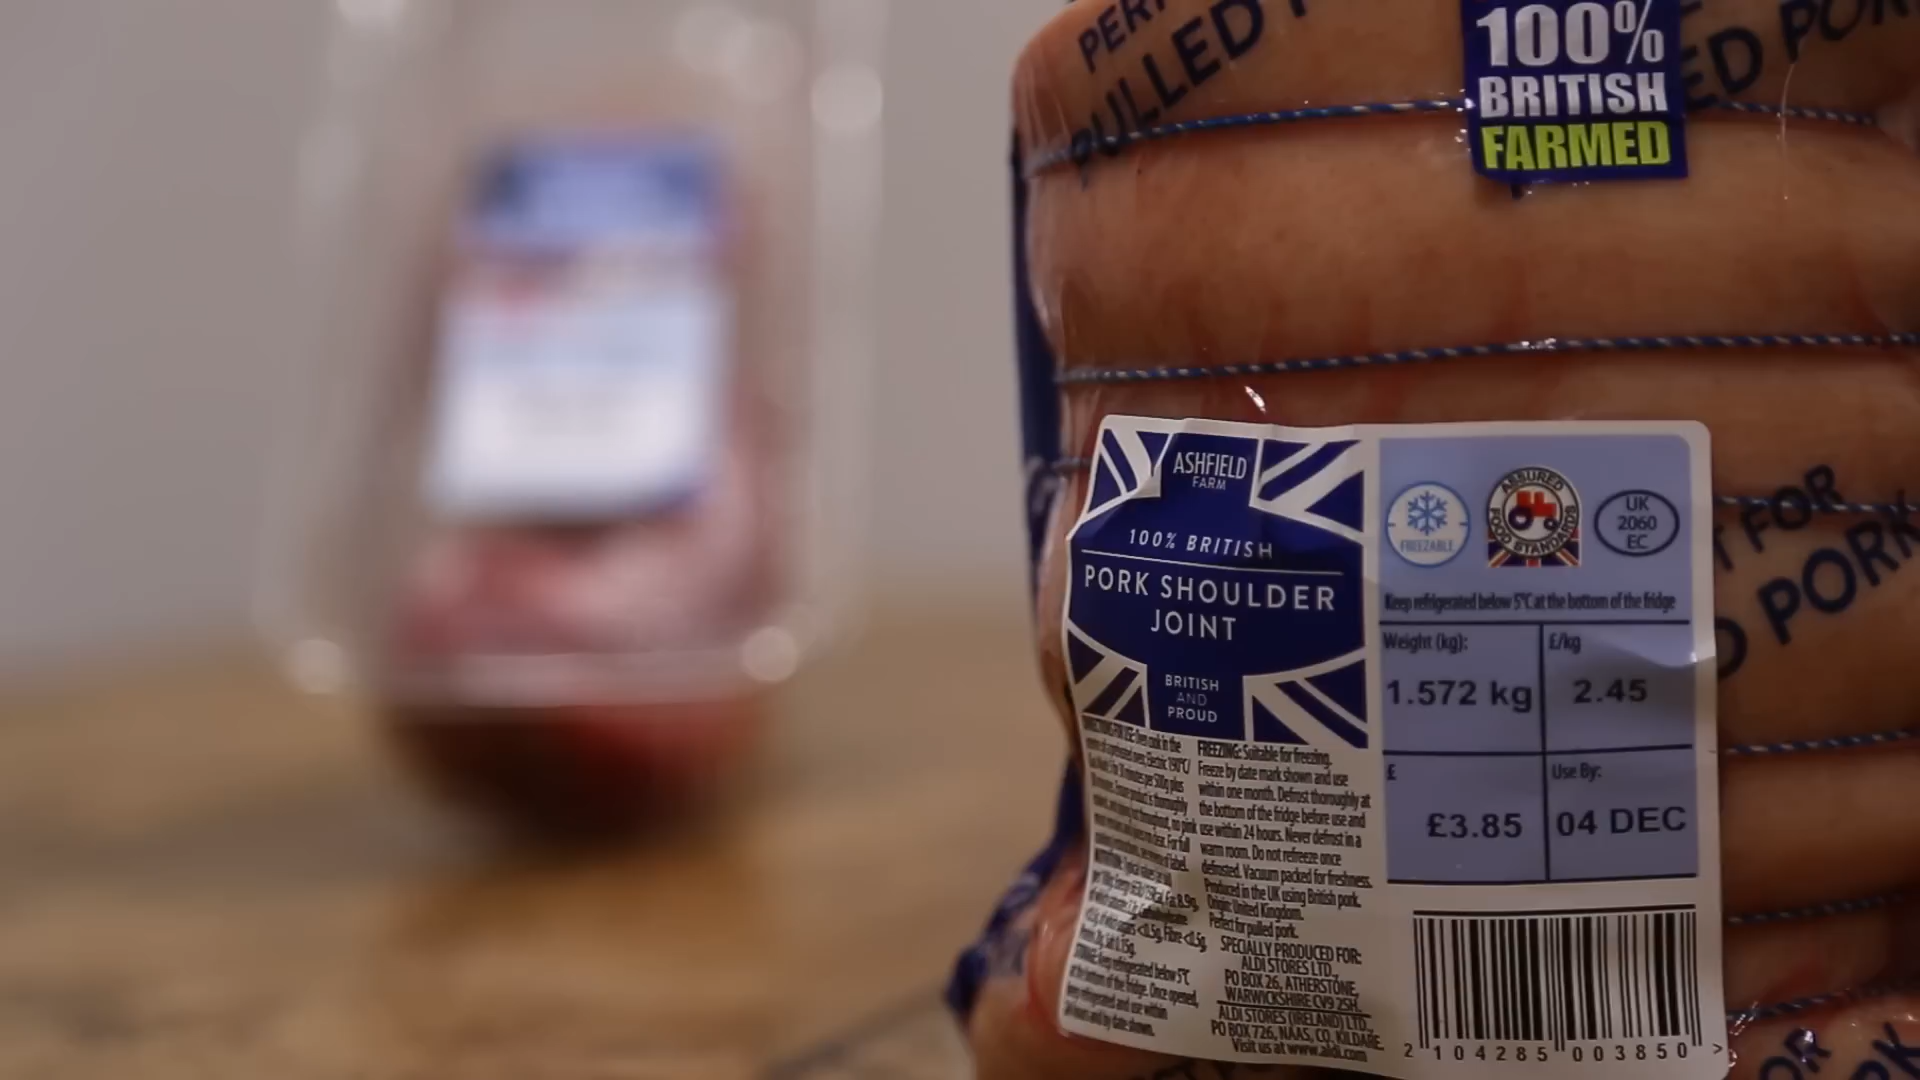 100%
BRITISH
FARMED
PULLED
ED PORK
ASHFIELD
FARM
100% BRITISH
PORK SHOULDER
JOINT
BRITISH
AND
PROUD
FREEZABLE
ASSURED
FOOD STANDARDS
UK
2060
EC
Keep refrigerated below 5°C at the bottom of the fridge
Weight (kg):
1.572 kg
£/kg
2.45
£
£3.85
Use By:
04 DEC
T FOR
PORK
FREEZING: Suitable for freezing.
Freeze by date mark shown and use
within one month. Defrost thoroughly at
the bottom of the fridge before use and
use within 24 hours. Never defrost in a
warm room. Do not refreeze once
defrosted. Vacuum packed for freshness.
Produced in the UK using British pork.
Origin: United Kingdom.
Perfect for pulled pork.
SPECIALLY PRODUCED FOR:
ALDI STORES LTD.,
PO BOX 26, ATHERSTONE,
WARWICKSHIRE CV9 2SH.
ALDI STORES (IRELAND) LTD.,
PO BOX 726, NAAS, CO. KILDARE.
Visit us at www.aldi.com
2 104285 003850 >